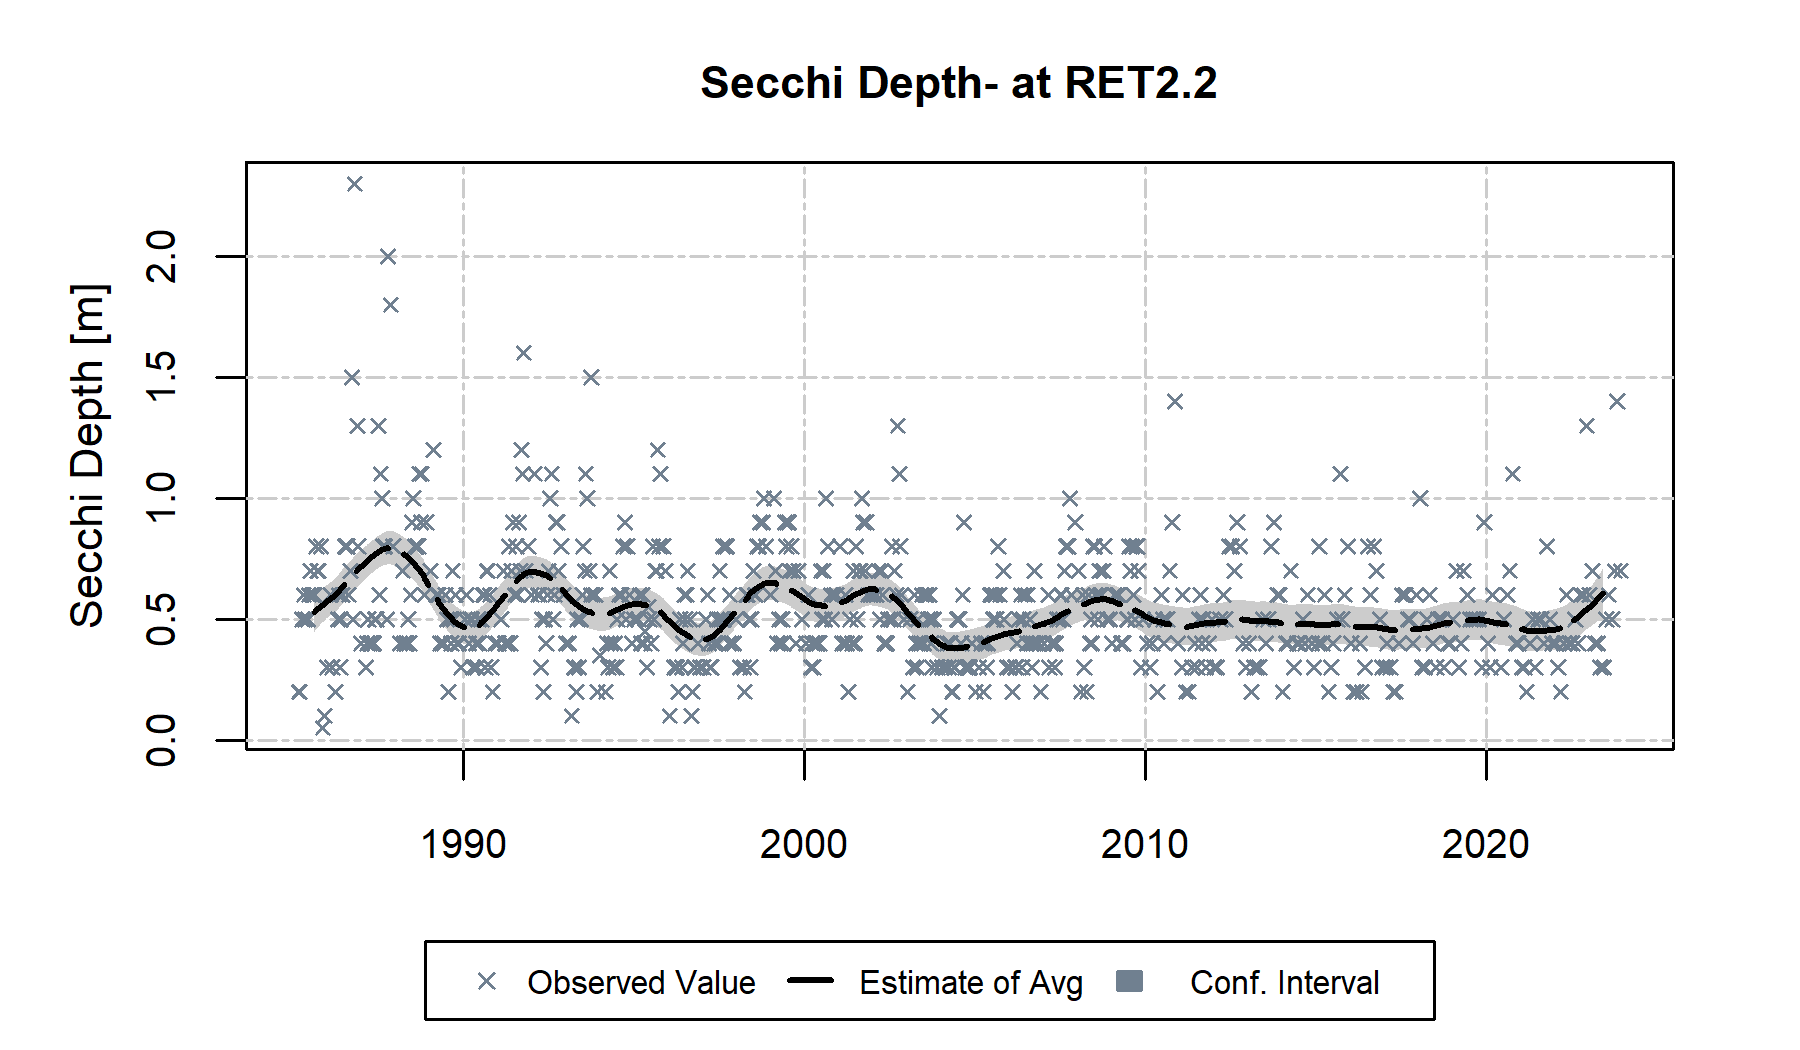 Secchi Depth- at RET2.2
Secchi Depth [m]
2.0
1.5
1.0
0.5
0.0
1990 2000 2010 2020
Observed Value Estimate of Avg Conf. Interval